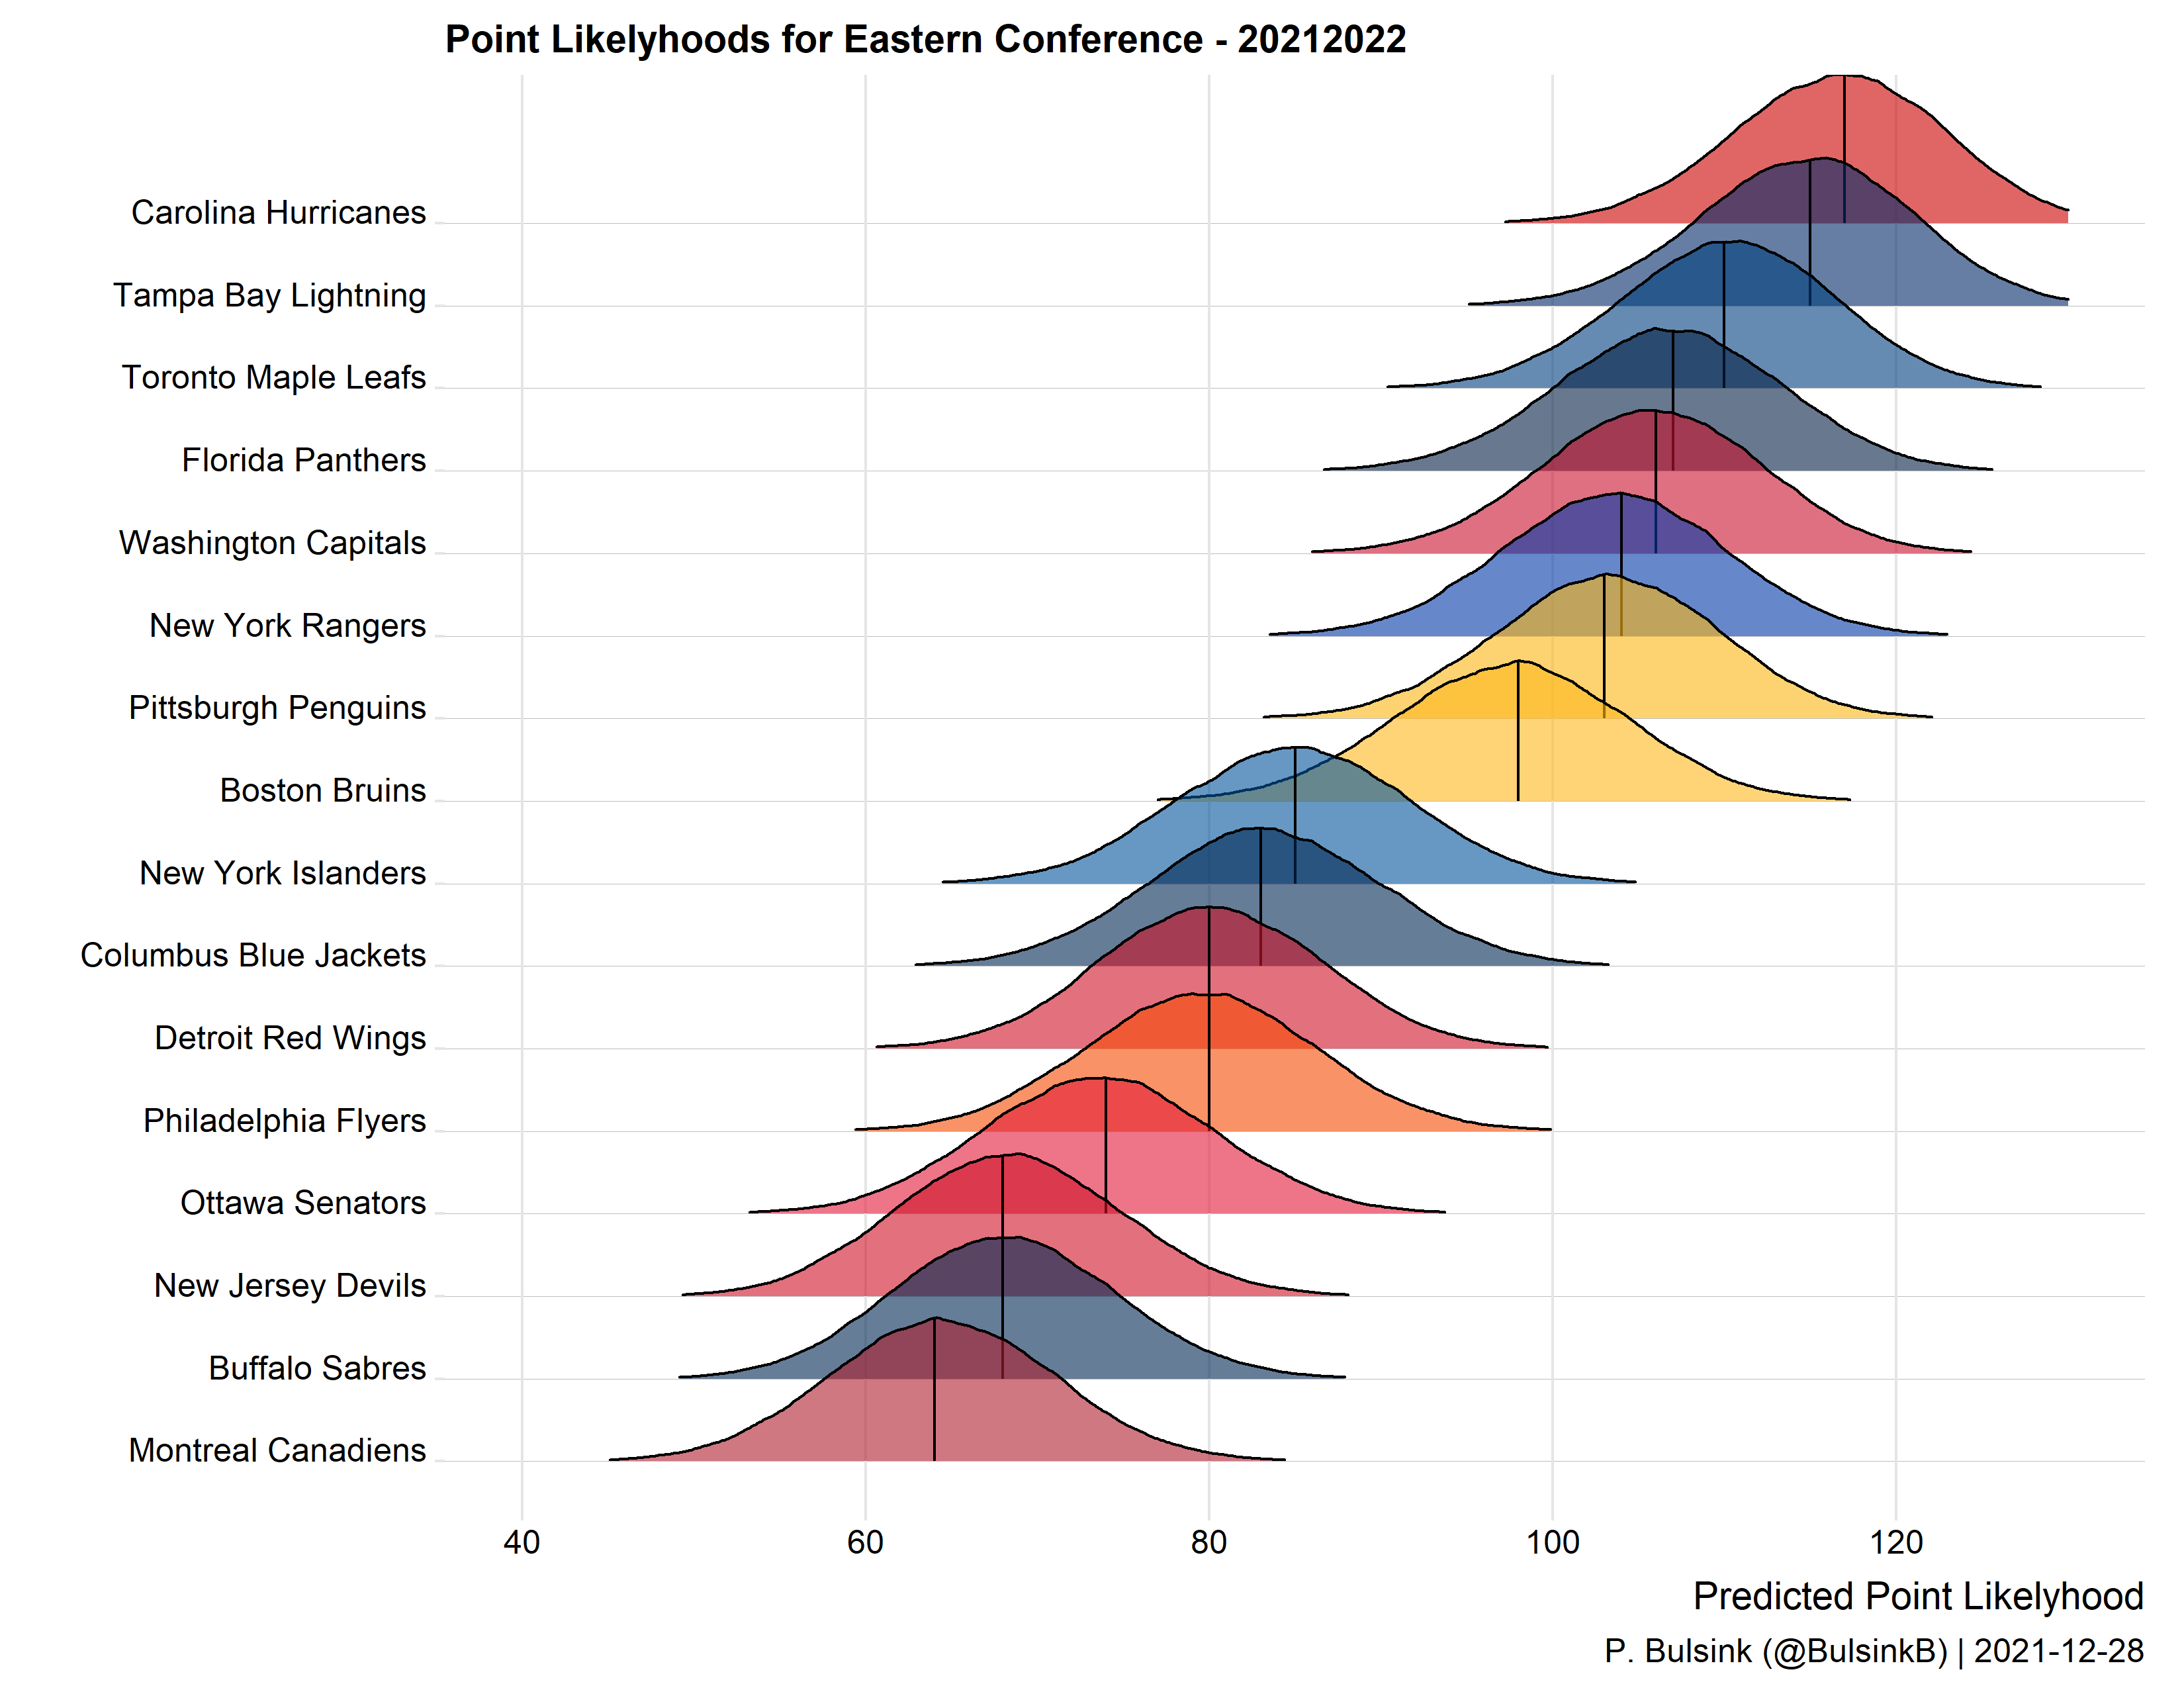 Point Likelyhoods for Eastern Conference - 20212022
Carolina Hurricanes
Tampa Bay Lightning
Toronto Maple Leafs
Florida Panthers
Washington Capitals
New York Rangers
Pittsburgh Penguins
Boston Bruins
New York Islanders
Columbus Blue Jackets
Detroit Red Wings
Philadelphia Flyers
Ottawa Senators
New Jersey Devils
Buffalo Sabres
Montreal Canadiens
40 60 80 100 120
Predicted Point Likelyhood
P. Bulsink (@BulsinkB) | 2021-12-28